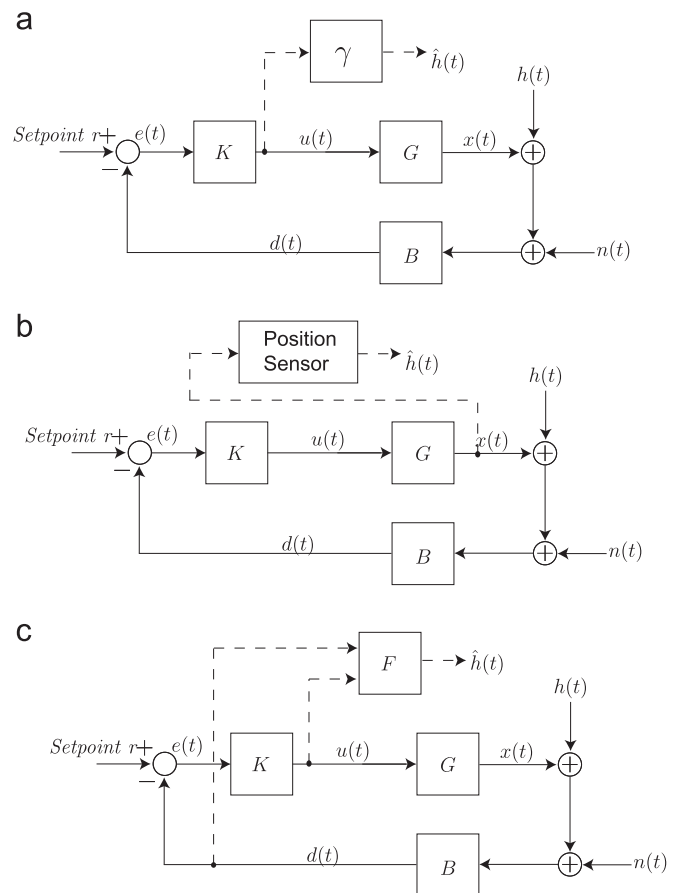 a
γ
ĥ(t)
h(t)
Setpoint r
+
e(t)
K
u(t)
G
x(t)
+
−
d(t)
B
+
n(t)
b
Position
Sensor
ĥ(t)
h(t)
Setpoint r
+
e(t)
K
u(t)
G
x(t)
+
−
d(t)
B
+
n(t)
c
F
ĥ(t)
h(t)
Setpoint r
+
e(t)
K
u(t)
G
x(t)
+
−
d(t)
B
+
n(t)